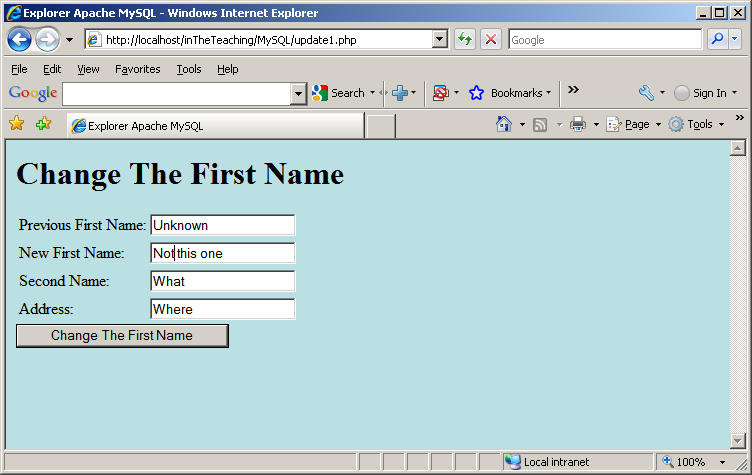 Explorer Apache MySQL - Windows Internet Explorer
http://localhost/inTheTeaching/MySQL/update1.php
Google
File Edit View Favorites Tools Help
Google Search Bookmarks » Sign In
Explorer Apache MySQL Page Tools »
Change The First Name
Previous First Name: Unknown
New First Name: Not this one
Second Name: What
Address: Where
Change The First Name
Local intranet 100%